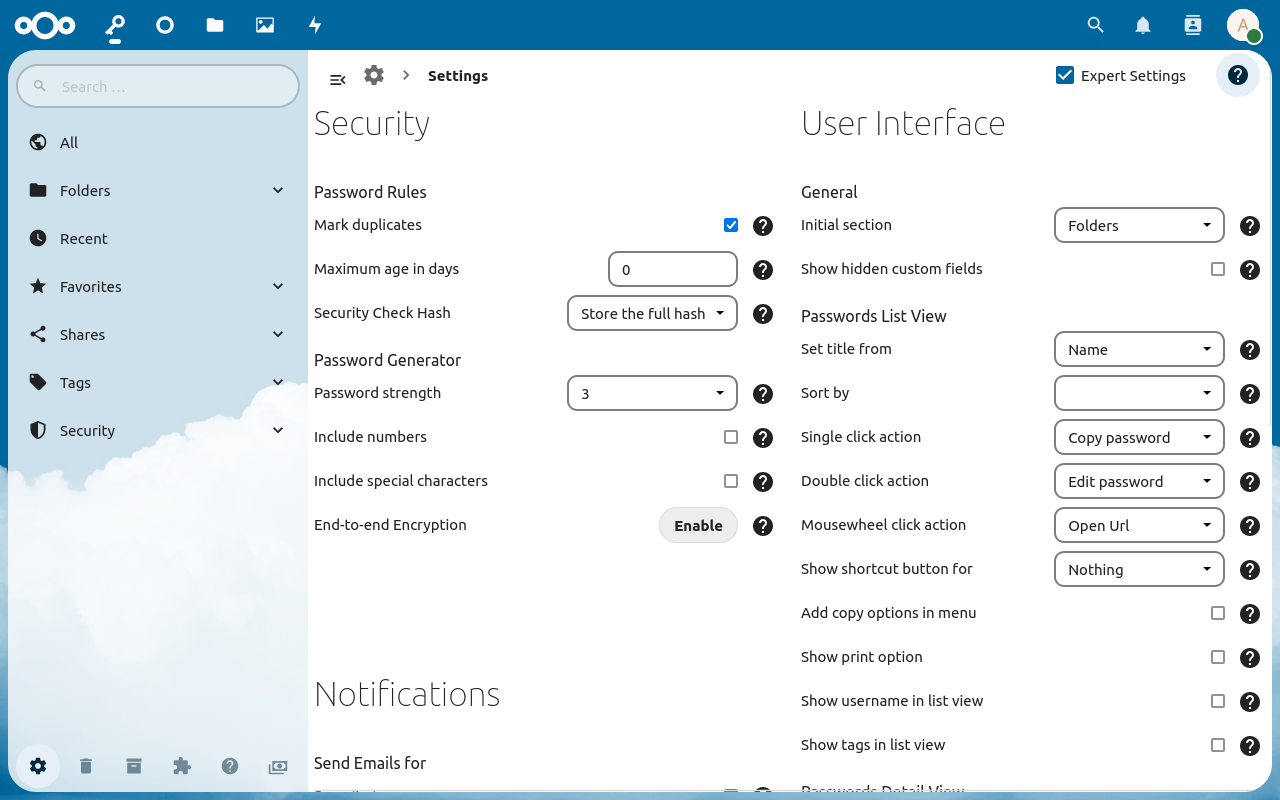 A
Search …
All
Folders
Recent
Favorites
Shares
Tags
Security
Settings
Expert Settings
Security
Password Rules
Mark duplicates
Maximum age in days
0
Security Check Hash
Store the full hash
Password Generator
Password strength
3
Include numbers
Include special characters
End-to-end Encryption
Enable
Notifications
Send Emails for
User Interface
General
Initial section
Folders
Show hidden custom fields
Passwords List View
Set title from
Name
Sort by
Single click action
Copy password
Double click action
Edit password
Mousewheel click action
Open Url
Show shortcut button for
Nothing
Add copy options in menu
Show print option
Show username in list view
Show tags in list view
Passwords Detail View